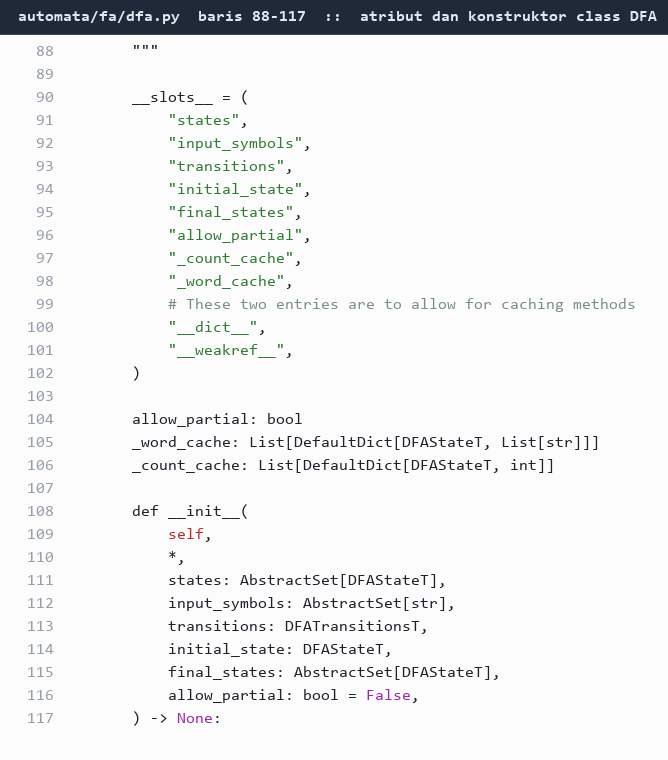 automata/fa/dfa.py  baris 88-117  ::  atribut dan konstruktor class DFA
88        """
89
90        __slots__ = (
91            "states",
92            "input_symbols",
93            "transitions",
94            "initial_state",
95            "final_states",
96            "allow_partial",
97            "_count_cache",
98            "_word_cache",
99            # These two entries are to allow for caching methods
100            "__dict__",
101            "__weakref__",
102        )
103
104        allow_partial: bool
105        _word_cache: List[DefaultDict[DFAStateT, List[str]]]
106        _count_cache: List[DefaultDict[DFAStateT, int]]
107
108        def __init__(
109            self,
110            *,
111            states: AbstractSet[DFAStateT],
112            input_symbols: AbstractSet[str],
113            transitions: DFATransitionsT,
114            initial_state: DFAStateT,
115            final_states: AbstractSet[DFAStateT],
116            allow_partial: bool = False,
117        ) -> None: